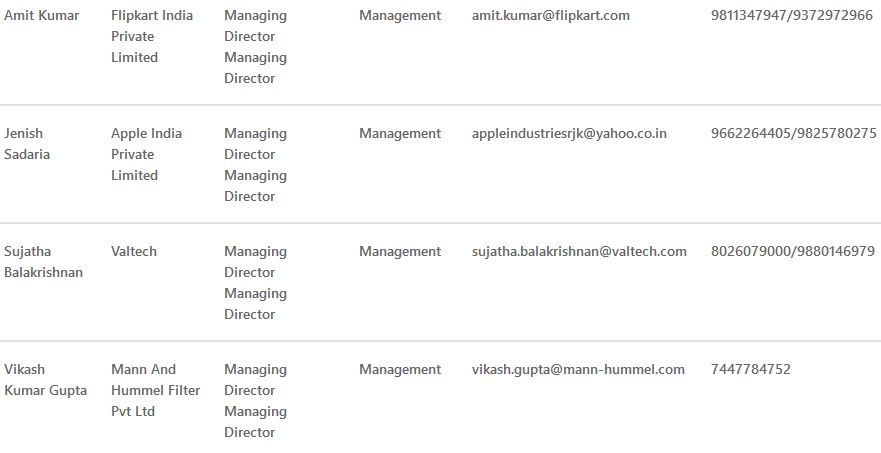 Amit Kumar Flipkart India Managing Management amit.kumar@flipkart.com 9811347947/9372972966
Private Director
Limited Managing
Director
Jenish Apple India Managing Management appleindustriesrjk@yahoo.co.in 9662264405/9825780275
Sadaria Private Director
Limited Managing
Director
Sujatha Valtech Managing Management sujatha.balakrishnan@valtech.com 8026079000/9880146979
Balakrishnan Director
Managing
Director
Vikash Mann And Managing Management vikash.gupta@mann-hummel.com 7447784752
Kumar Gupta Hummel Filter Director
Pvt Ltd Managing
Director